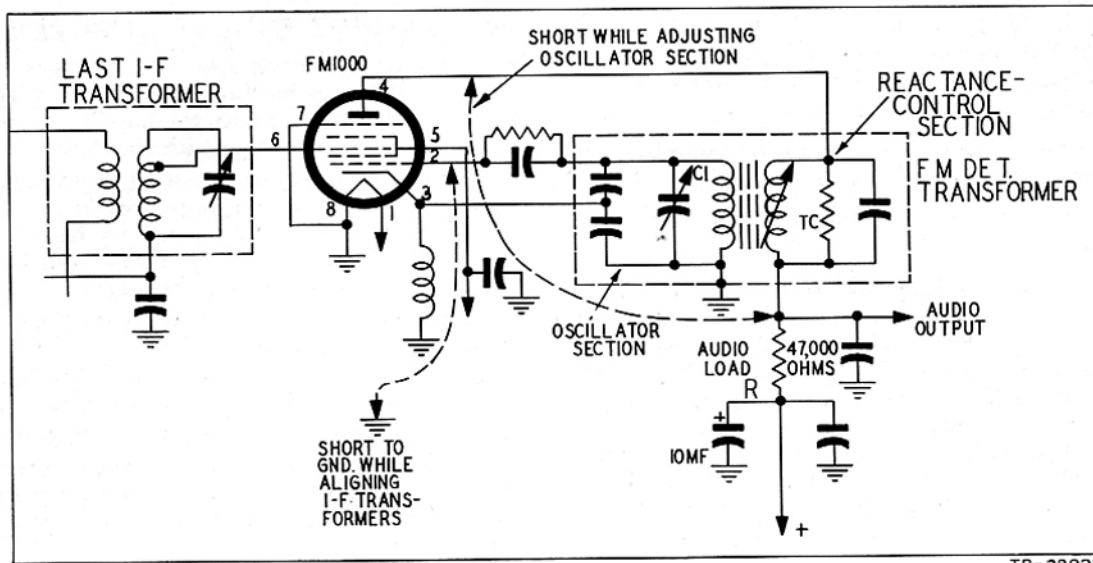 LAST I-F
TRANSFORMER
FM1000
SHORT WHILE ADJUSTING
OSCILLATOR SECTION
REACTANCE-
CONTROL
SECTION
F M. DET.
TRANSFORMER
4
7
6
5
2
3
8
1
C1
TC
OSCILLATOR
SECTION
AUDIO
OUTPUT
AUDIO
LOAD
R
47,000
OHMS
+
10MF
SHORT TO
GND. WHILE
ALIGNING
I-F-TRANS-
FORMERS
+